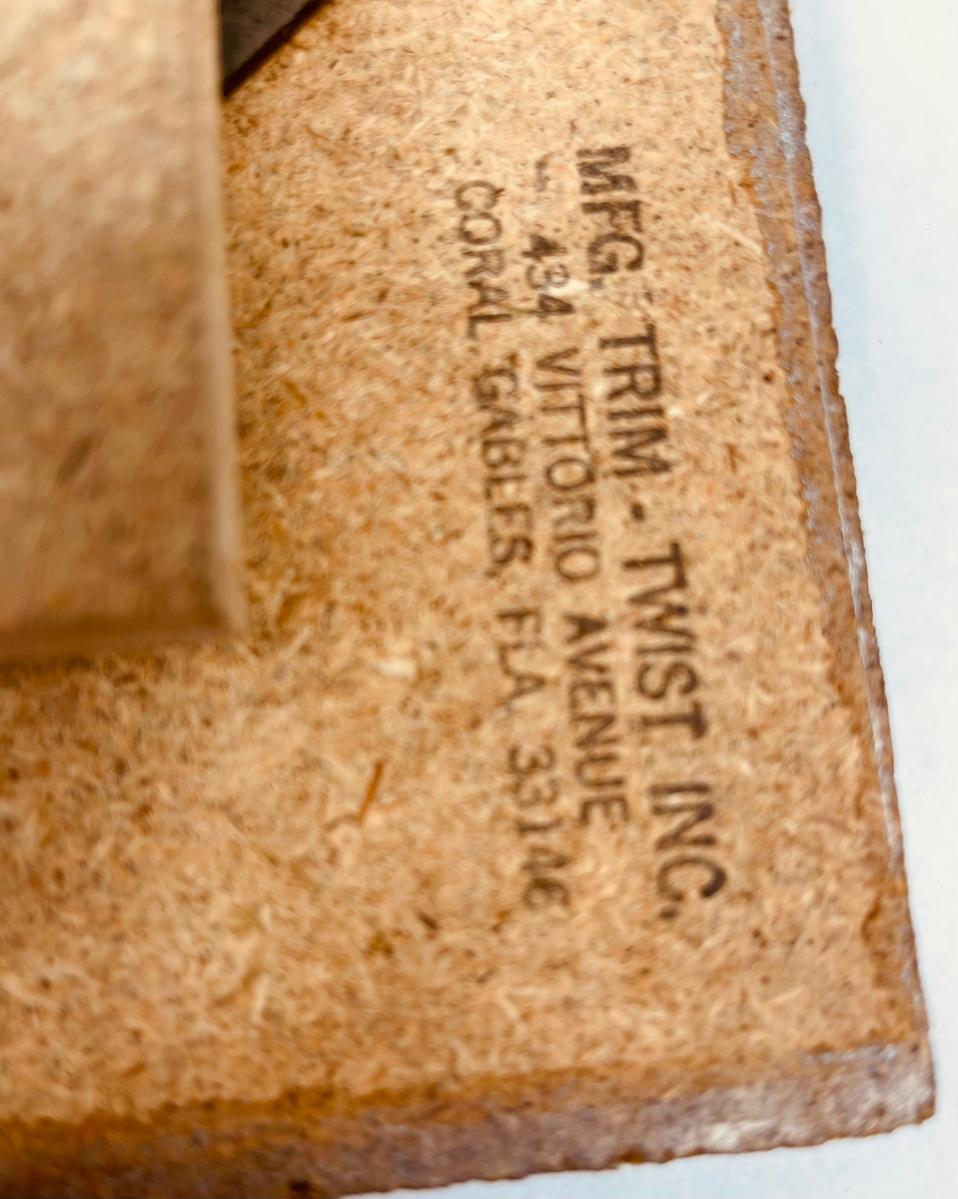 MFG. TRIM - TWIST INC.
434 VITTORIO AVENUE
CORAL GABLES, FLA 33146